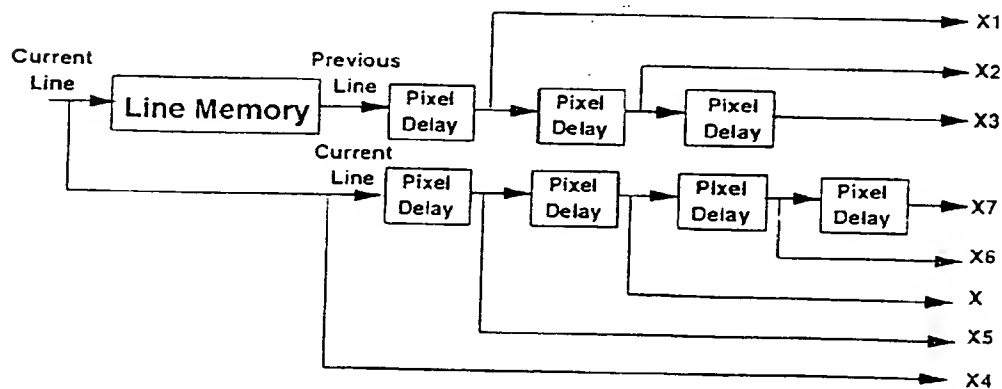 X1
Current
Line
Previous
Line
X2
Line Memory
Pixel
Delay
Pixel
Delay
Pixel
Delay
X3
Current
Line
Pixel
Delay
Pixel
Delay
Pixel
Delay
Pixel
Delay
X7
X6
X
X5
X4